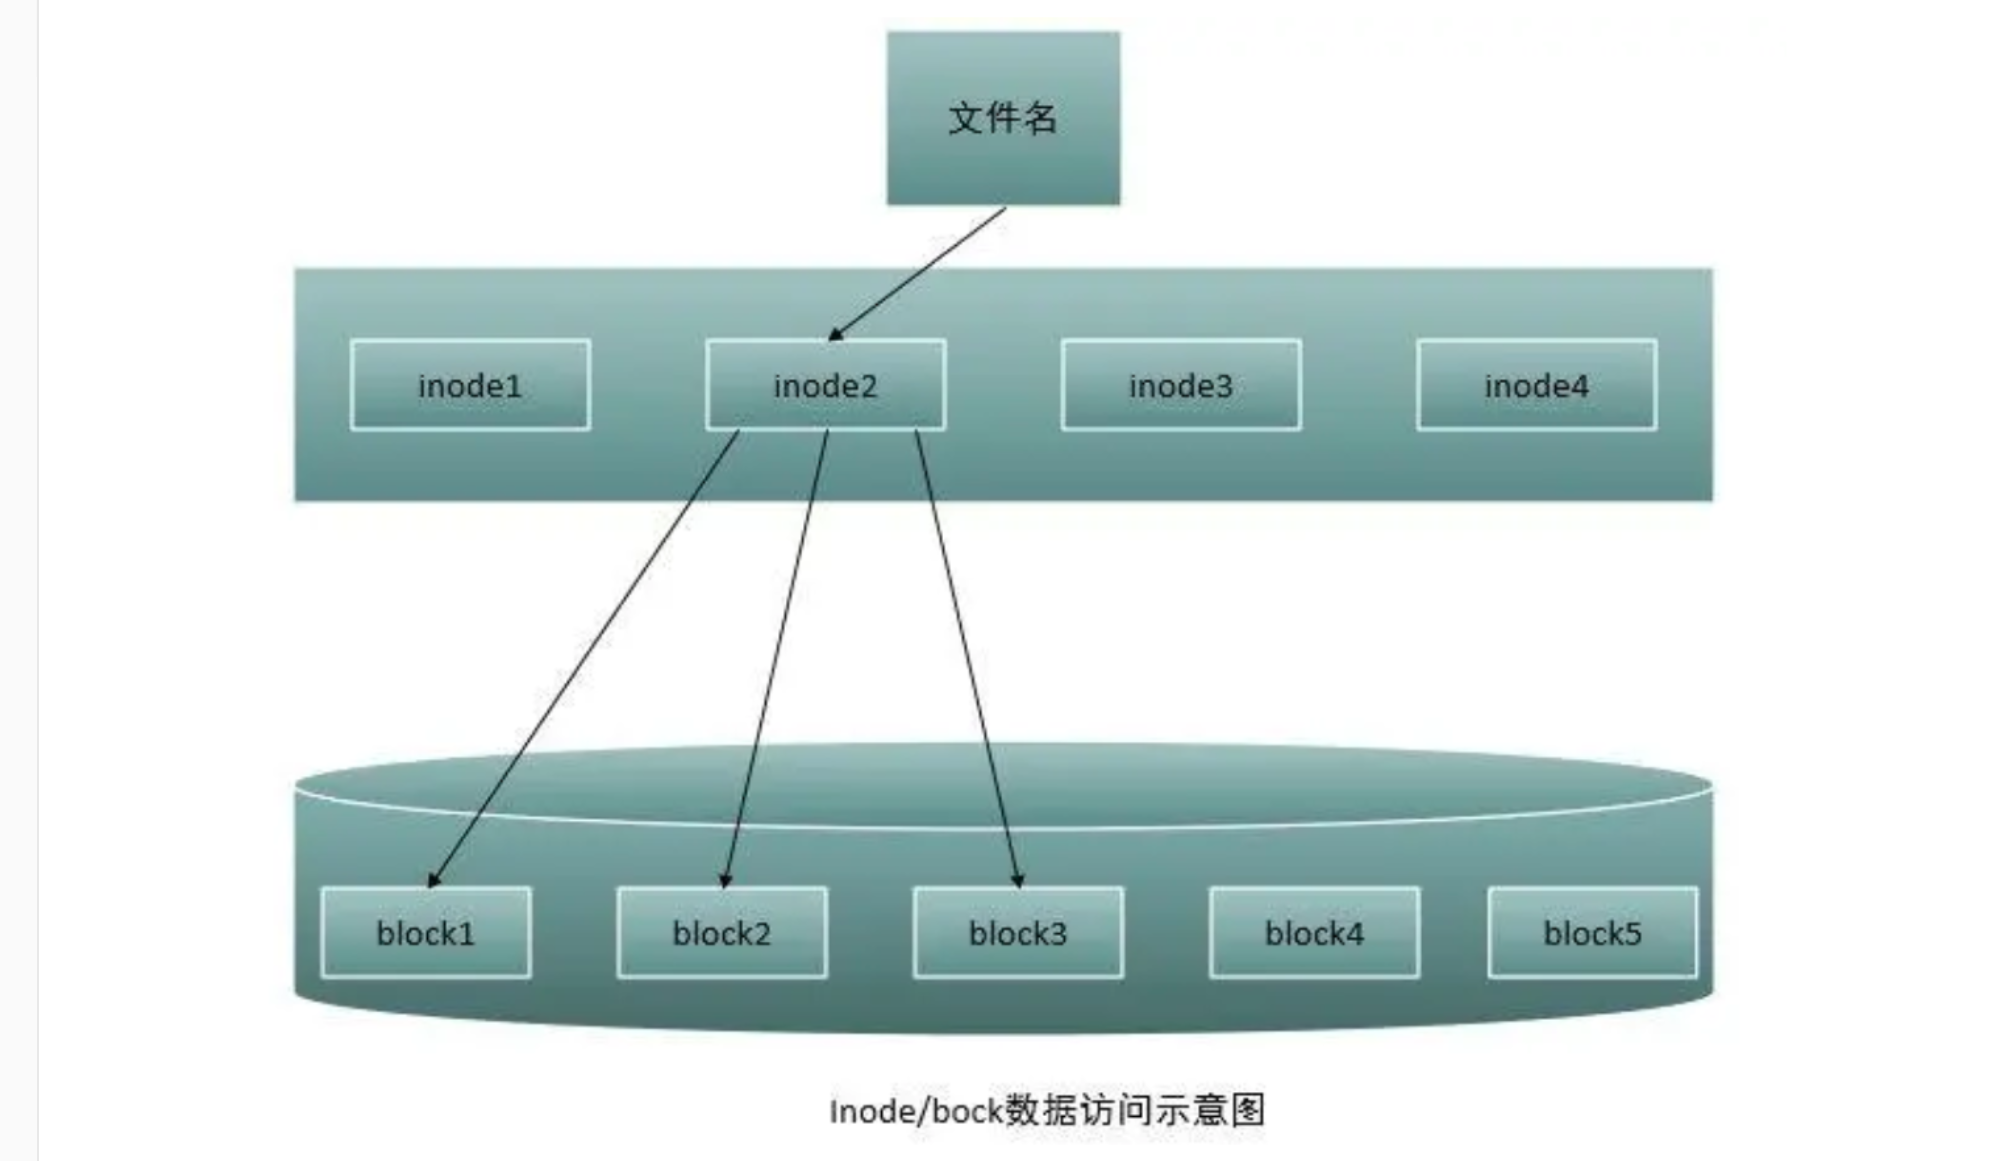 文件名
inode1
inode2
inode3
inode4
block1
block2
block3
block4
block5
Inode/bock数据访问示意图